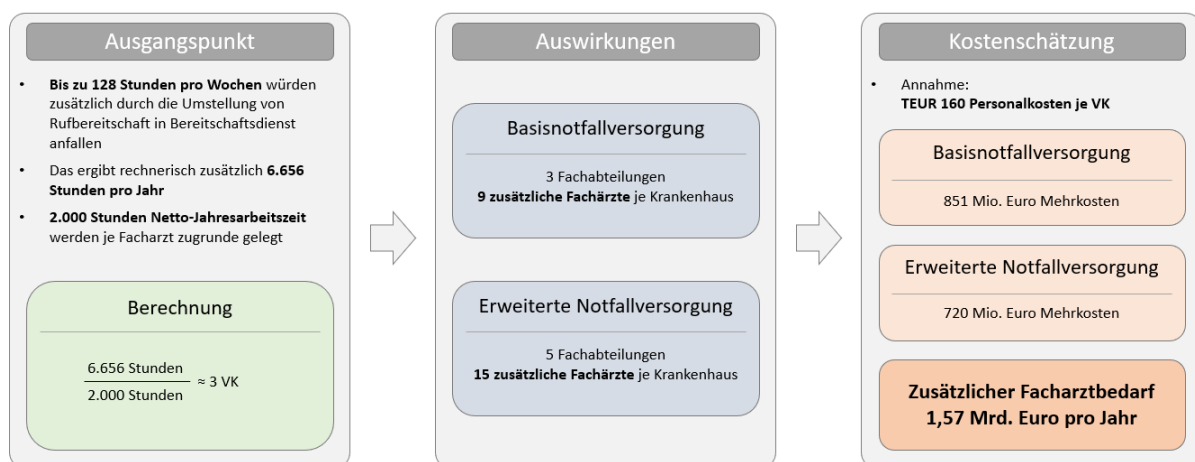 Ausgangspunkt
• Bis zu 128 Stunden pro Wochen würden
zusätzlich durch die Umstellung von
Rufbereitschaft in Bereitschaftsdienst
anfallen
• Das ergibt rechnerisch zusätzlich 6.656
Stunden pro Jahr
• 2.000 Stunden Netto-Jahresarbeitszeit
werden je Facharzt zugrunde gelegt
Berechnung
6.656 Stunden
2.000 Stunden
≈ 3 VK
Auswirkungen
Basisnotfallversorgung
3 Fachabteilungen
9 zusätzliche Fachärzte je Krankenhaus
Erweiterte Notfallversorgung
5 Fachabteilungen
15 zusätzliche Fachärzte je Krankenhaus
Kostenschätzung
• Annahme:
TEUR 160 Personalkosten je VK
Basisnotfallversorgung
851 Mio. Euro Mehrkosten
Erweiterte Notfallversorgung
720 Mio. Euro Mehrkosten
Zusätzlicher Facharztbedarf
1,57 Mrd. Euro pro Jahr